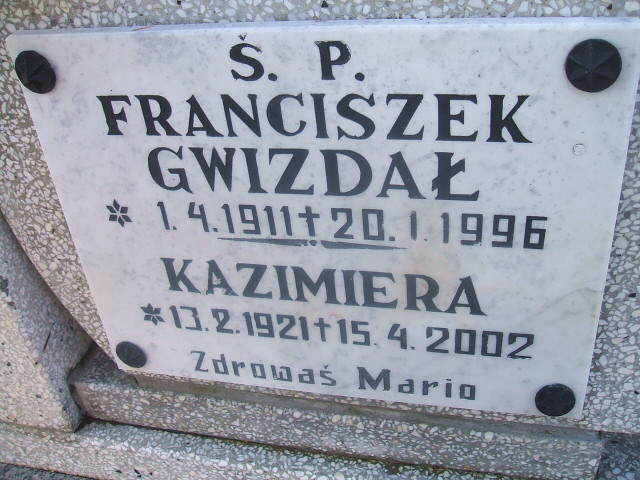 Ś. P.
FRANCISZEK
GWIZDAŁ
* 1.4.1911 † 20.1.1996
KAZIMIERA
* 13.2.1921 † 15.4.2002
Zdrowaś Mario